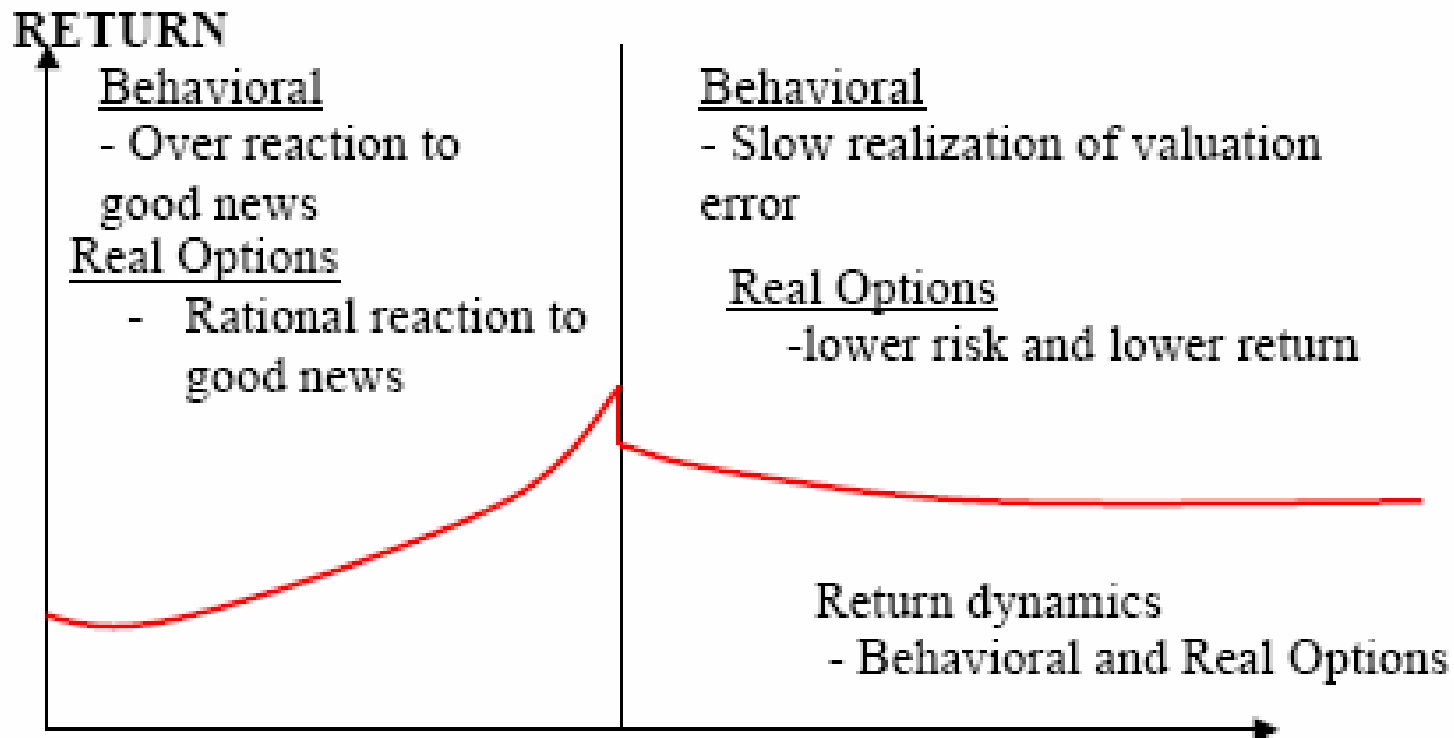 RETURN
Behavioral
- Over reaction to
good news
Real Options
- Rational reaction to
good news
Behavioral
- Slow realization of valuation
error
Real Options
-lower risk and lower return
Return dynamics
- Behavioral and Real Options